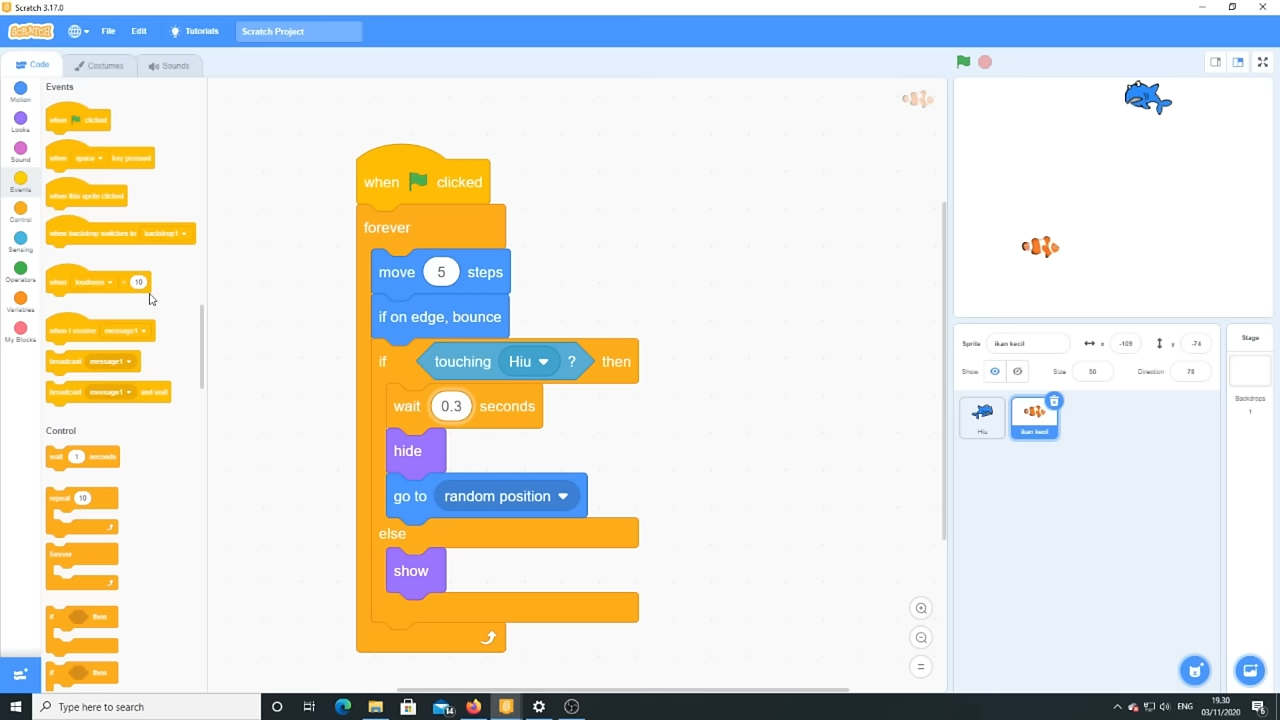 Scratch 3.17.0
SCRATCH
File
Edit
Tutorials
Scratch Project
Code
Costumes
Sounds
Motion
Looks
Sound
Events
Control
Sensing
Operators
Variables
My Blocks
Events
when clicked
when space key pressed
when this sprite clicked
when backdrop switches to backdrop1
when loudness > 10
when I receive message1
broadcast message1
broadcast message1 and wait
Control
wait 1 seconds
repeat 10
forever
if then
if then
when clicked
forever
move 5 steps
if on edge, bounce
if touching Hiu ? then
wait 0.3 seconds
hide
go to random position
else
show
Sprite ikan kecil x -109 y -74
Show Size 50 Direction 78
Hiu
ikan kecil
Stage
Backdrops
1
Type here to search
14
ENG
19.30
03/11/2020
6